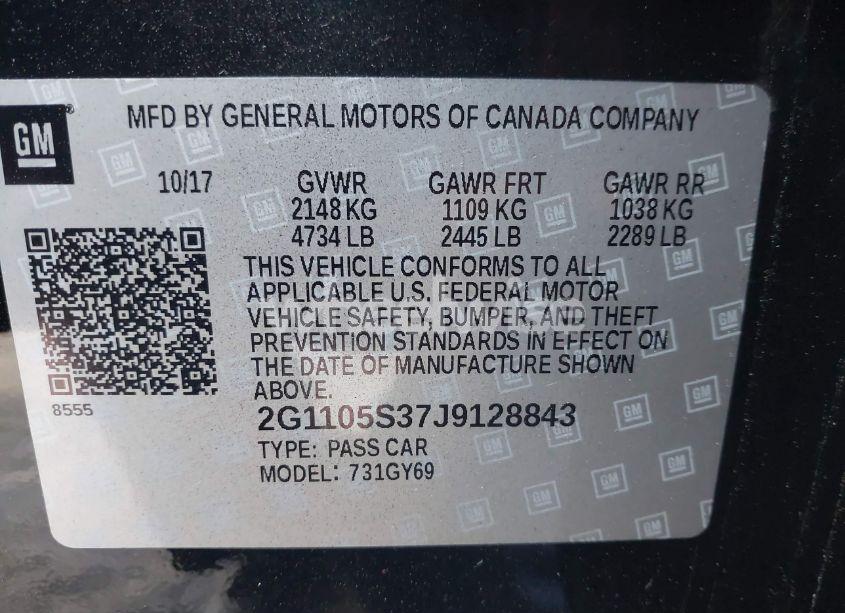 MFD BY GENERAL MOTORS OF CANADA COMPANY
GM
10/17 GVWR GAWR FRT GAWR RR
2148 KG 1109 KG 1038 KG
4734 LB 2445 LB 2289 LB
THIS VEHICLE CONFORMS TO ALL
APPLICABLE U.S. FEDERAL MOTOR
VEHICLE SAFETY, BUMPER, AND THEFT
PREVENTION STANDARDS IN EFFECT ON
THE DATE OF MANUFACTURE SHOWN
ABOVE.
8555
2G1105S37J9128843
TYPE: PASS CAR
MODEL: 731GY69